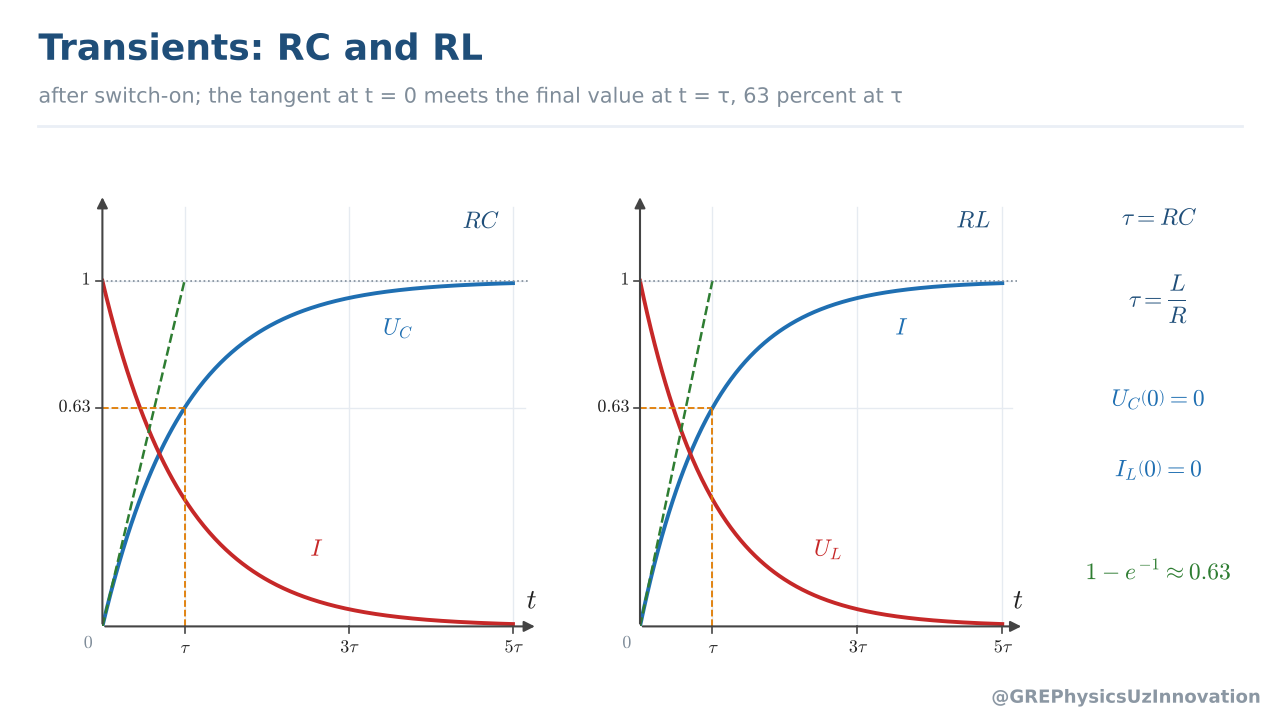 Transients: RC and RL
after switch-on; the tangent at t = 0 meets the final value at t = τ, 63 percent at τ
RC
1
U_C
0.63
I
t
0
τ
3τ
5τ
RL
1
I
0.63
U_L
t
0
τ
3τ
5τ
τ = RC
τ = L/R
U_C(0) = 0
I_L(0) = 0
1 − e^{−1} ≈ 0.63
@GREPhysicsUzInnovation